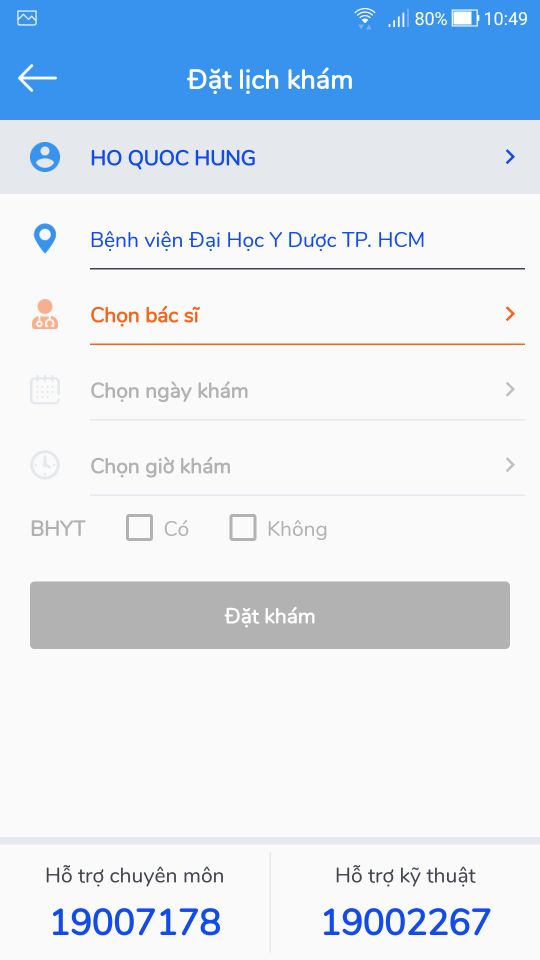 80% 10:49
Đặt lịch khám
HO QUOC HUNG
Bệnh viện Đại Học Y Dược TP. HCM
Chọn bác sĩ
Chọn ngày khám
Chọn giờ khám
BHYT Có Không
Đặt khám
Hỗ trợ chuyên môn
19007178
Hỗ trợ kỹ thuật
19002267